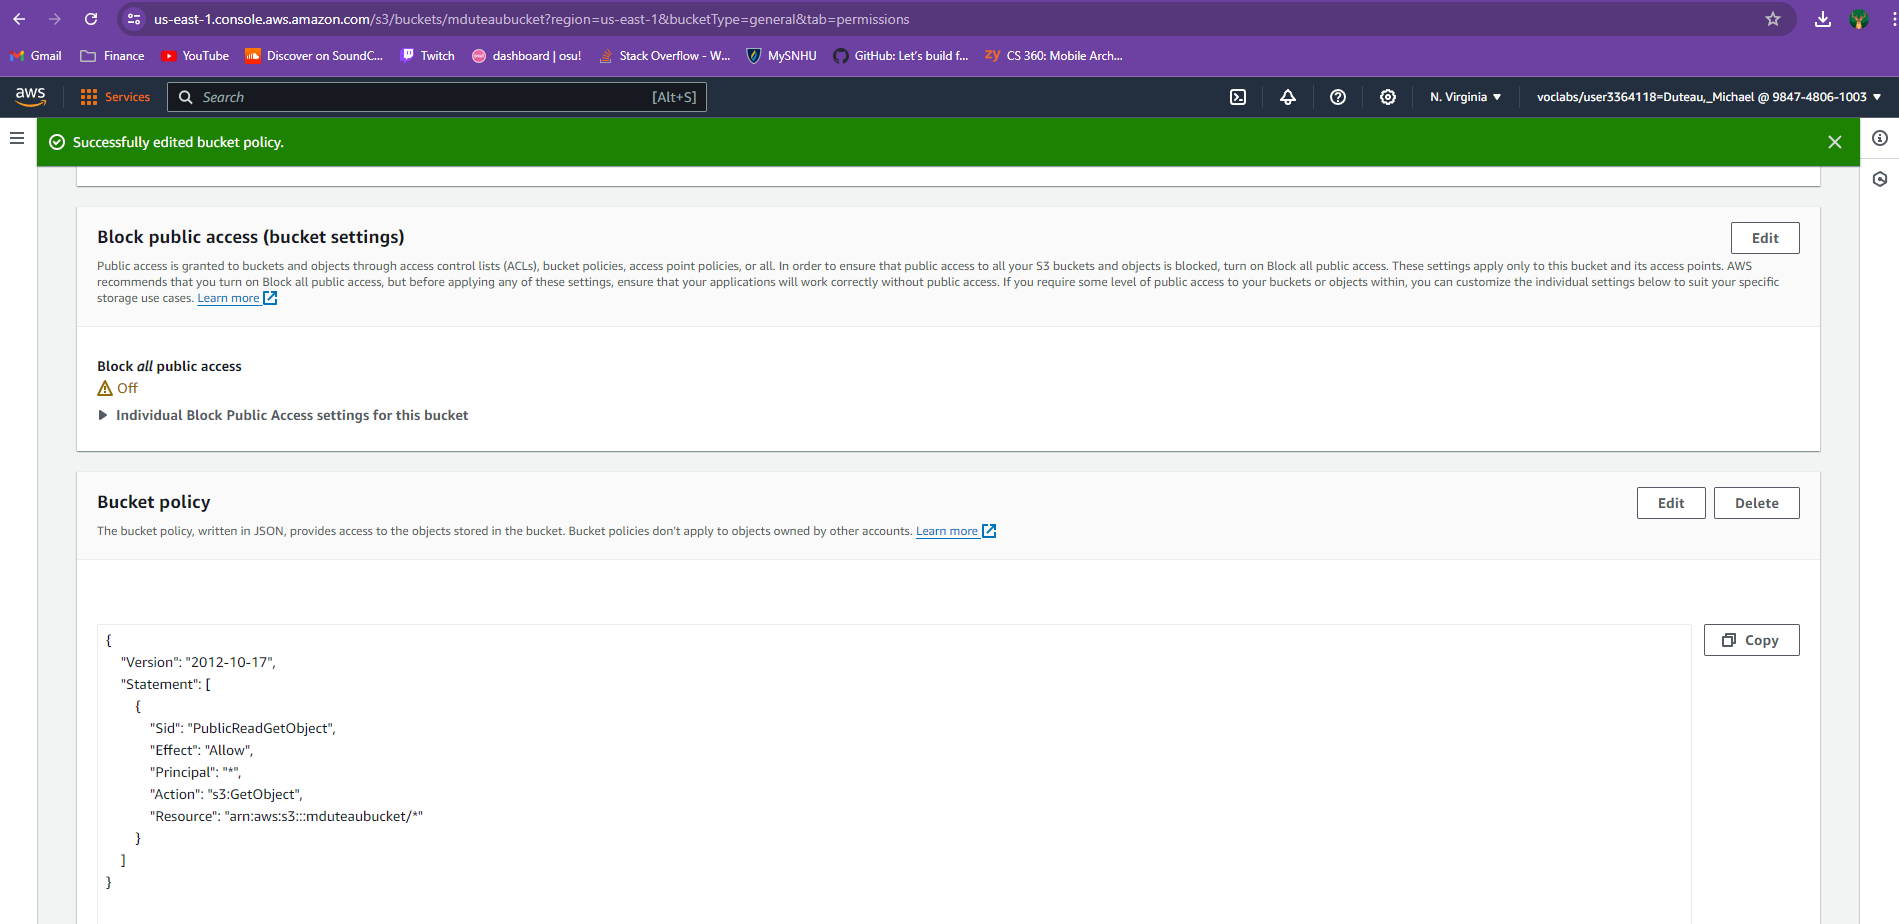 us-east-1.console.aws.amazon.com/s3/buckets/mduteaubucket?region=us-east-1&bucketType=general&tab=permissions
Gmail Finance YouTube Discover on SoundC... Twitch dashboard | osu! Stack Overflow - W... MySNHU GitHub: Let's build f... zy CS 360: Mobile Arch...
aws Services Search [Alt+S] N. Virginia voclabs/user3364118=Duteau,_Michael @ 9847-4806-1003
Successfully edited bucket policy.
Block public access (bucket settings)
Edit
Public access is granted to buckets and objects through access control lists (ACLs), bucket policies, access point policies, or all. In order to ensure that public access to all your S3 buckets and objects is blocked, turn on Block all public access. These settings apply only to this bucket and its access points. AWS
recommends that you turn on Block all public access, but before applying any of these settings, ensure that your applications will work correctly without public access. If you require some level of public access to your buckets or objects within, you can customize the individual settings below to suit your specific
storage use cases. Learn more
Block all public access
Off
Individual Block Public Access settings for this bucket
Bucket policy
Edit Delete
The bucket policy, written in JSON, provides access to the objects stored in the bucket. Bucket policies don't apply to objects owned by other accounts. Learn more
Copy
{
"Version": "2012-10-17",
"Statement": [
{
"Sid": "PublicReadGetObject",
"Effect": "Allow",
"Principal": "*",
"Action": "s3:GetObject",
"Resource": "arn:aws:s3:::mduteaubucket/*"
}
]
}